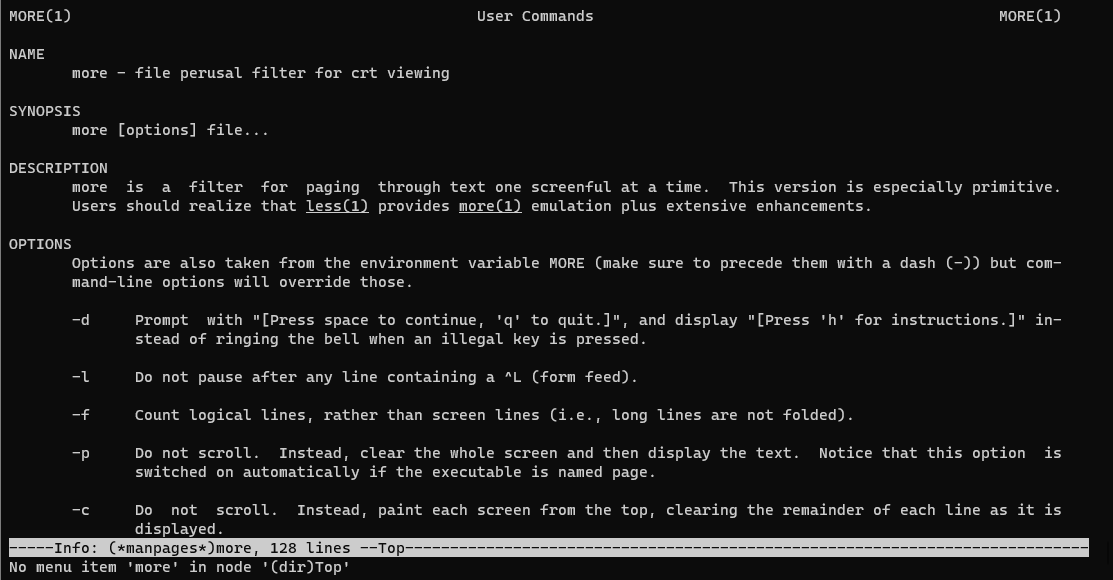 MORE(1)                                             User Commands                                             MORE(1)
NAME
       more - file perusal filter for crt viewing
SYNOPSIS
       more [options] file...
DESCRIPTION
       more  is  a  filter  for  paging  through text one screenful at a time.  This version is especially primitive.
       Users should realize that less(1) provides more(1) emulation plus extensive enhancements.
OPTIONS
       Options are also taken from the environment variable MORE (make sure to precede them with a dash (-)) but com-
       mand-line options will override those.
       -d     Prompt  with "[Press space to continue, 'q' to quit.]", and display "[Press 'h' for instructions.]" in-
              stead of ringing the bell when an illegal key is pressed.
       -l     Do not pause after any line containing a ^L (form feed).
       -f     Count logical lines, rather than screen lines (i.e., long lines are not folded).
       -p     Do not scroll.  Instead, clear the whole screen and then display the text.  Notice that this option  is
              switched on automatically if the executable is named page.
       -c     Do  not  scroll.  Instead, paint each screen from the top, clearing the remainder of each line as it is
              displayed.
-----Info: (*manpages*)more, 128 lines --Top----------------------------------------------------------------------------
No menu item 'more' in node '(dir)Top'